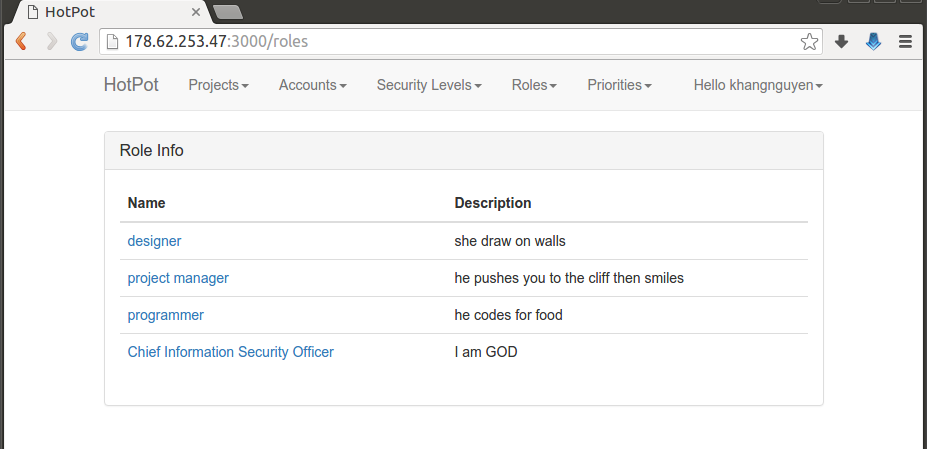 HotPot
178.62.253.47:3000/roles
HotPot Projects Accounts Security Levels Roles Priorities Hello khangnguyen
Role Info
Name Description
designer she draw on walls
project manager he pushes you to the cliff then smiles
programmer he codes for food
Chief Information Security Officer I am GOD